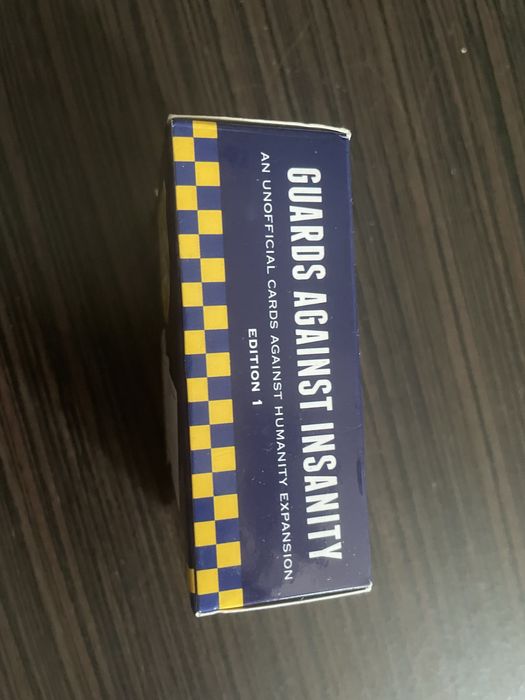 GUARDS AGAINST INSANITY
AN UNOFFICIAL CARDS AGAINST HUMANITY EXPANSION
EDITION 1